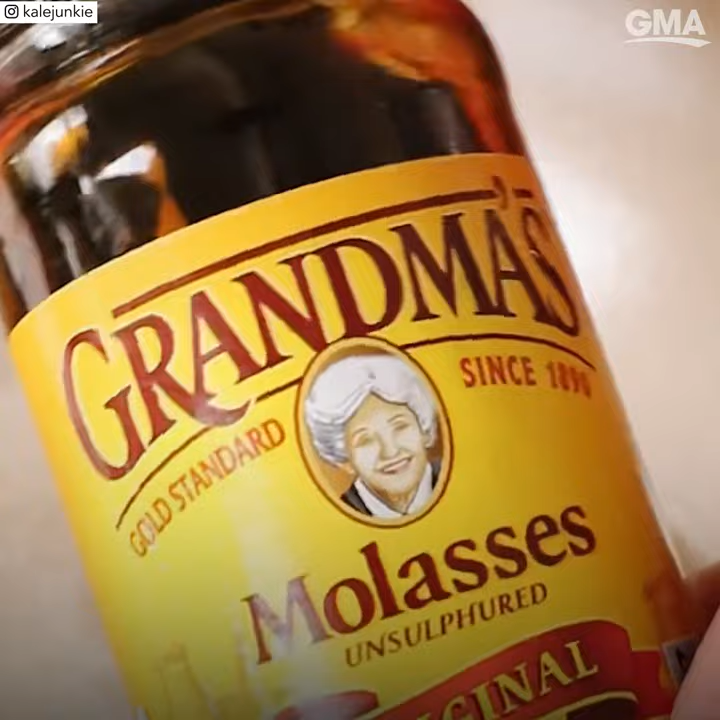 kalejunkie
GMA
GRANDMA'S
SINCE 1890
GOLD STANDARD
Molasses
UNSULPHURED